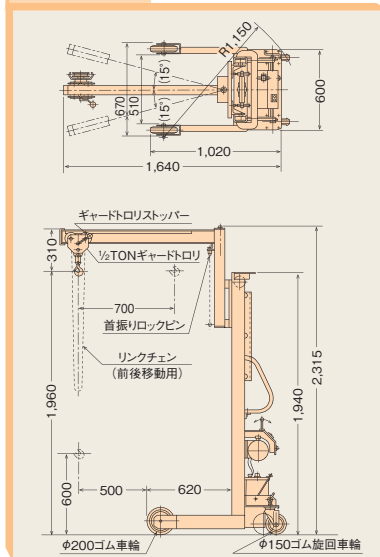 R1,150
(15°)
(15°)
670
510
600
1,020
1,640
ギャードトロリストッパー
310
½TONギャードトロリ
700
首振りロックピン
リンクチェン
(前後移動用)
1,960
1,940
2,315
600
500
620
φ200ゴム車輪
φ150ゴム旋回車輪